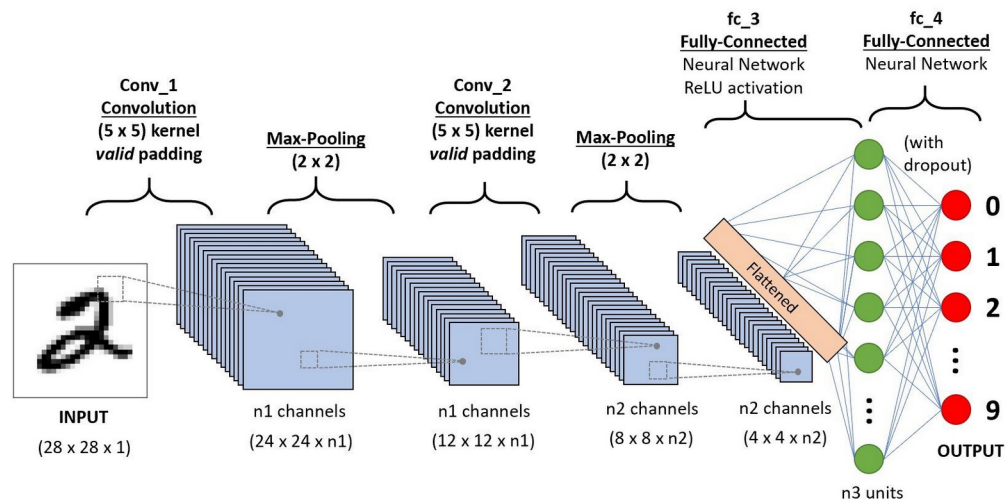 Conv_1
Convolution
(5 x 5) kernel
valid padding
Max-Pooling
(2 x 2)
Conv_2
Convolution
(5 x 5) kernel
valid padding
Max-Pooling
(2 x 2)
fc_3
Fully-Connected
Neural Network
ReLU activation
fc_4
Fully-Connected
Neural Network
(with
dropout)
Flattened
0
1
2
9
OUTPUT
2
INPUT
(28 x 28 x 1)
n1 channels
(24 x 24 x n1)
n1 channels
(12 x 12 x n1)
n2 channels
(8 x 8 x n2)
n2 channels
(4 x 4 x n2)
n3 units